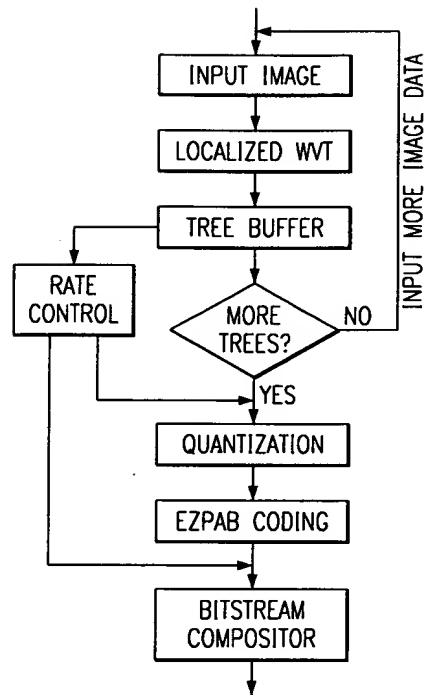 INPUT IMAGE
LOCALIZED WVT
TREE BUFFER
RATE
CONTROL
MORE
TREES?
NO
INPUT MORE IMAGE DATA
YES
QUANTIZATION
EZPAB CODING
BITSTREAM
COMPOSITOR